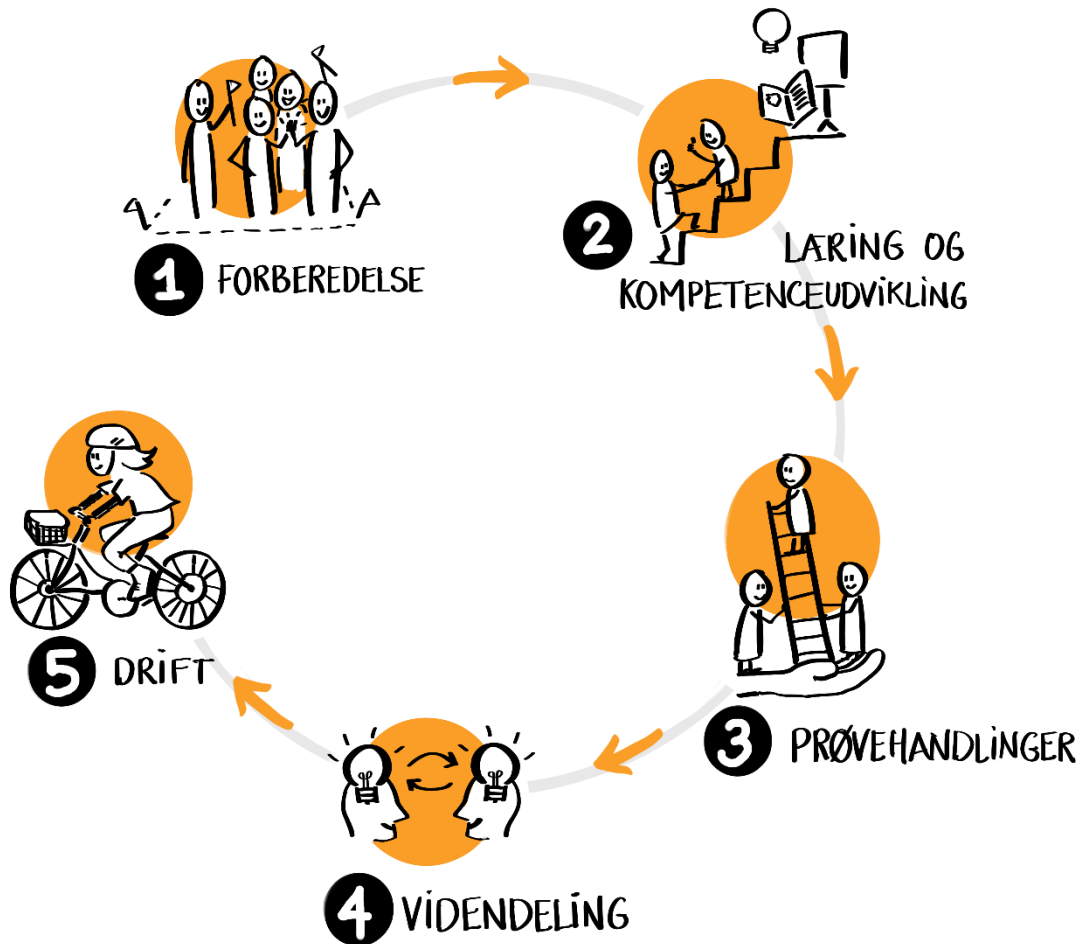 1 FORBEREDELSE
2 LÆRING OG
KOMPETENCEUDVIKLING
3 PRØVEHANDLINGER
4 VIDENDELING
5 DRIFT